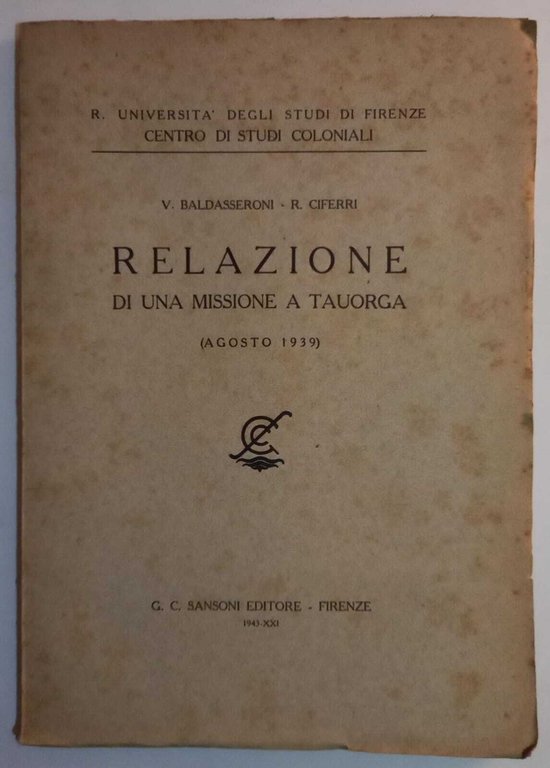 R. UNIVERSITA' DEGLI STUDI DI FIRENZE
CENTRO DI STUDI COLONIALI
V. BALDASSERONI - R. CIFERRI
RELAZIONE
DI UNA MISSIONE A TAUORGA
(AGOSTO 1939)
G. C. SANSONI EDITORE - FIRENZE
1943-XXI